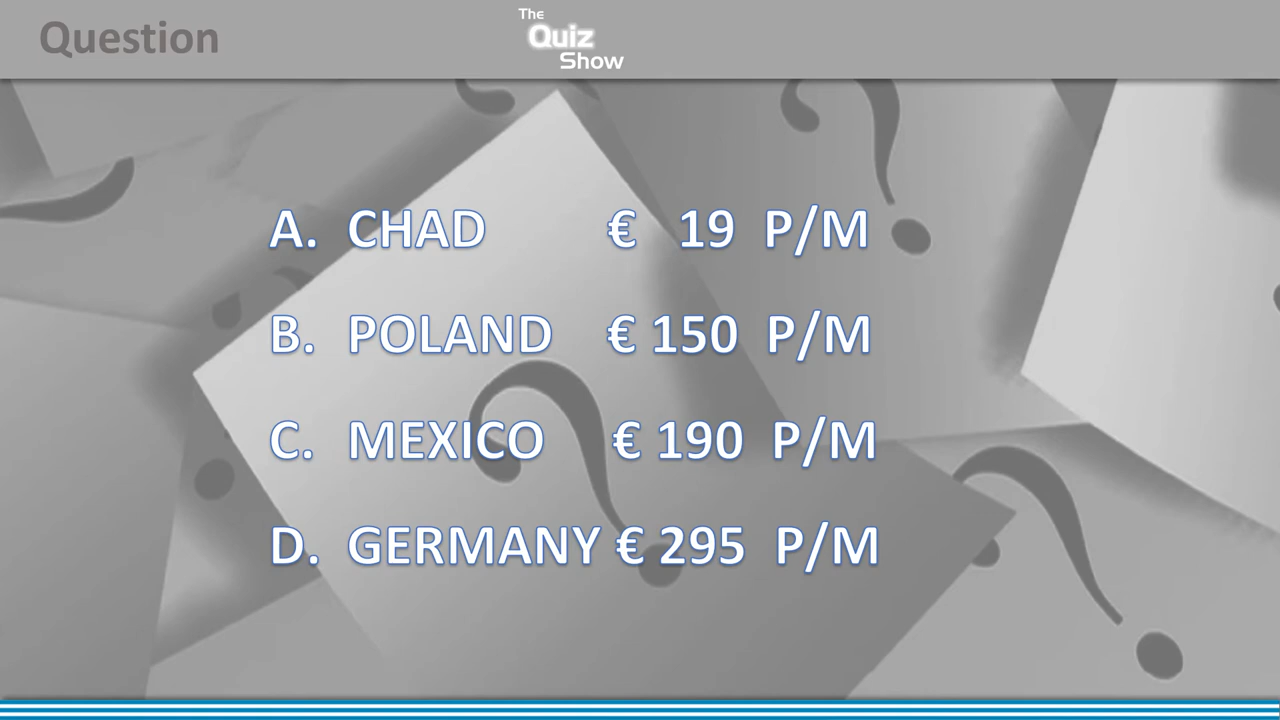 Question
The
Quiz
Show
A. CHAD € 19 P/M
B. POLAND € 150 P/M
C. MEXICO € 190 P/M
D. GERMANY € 295 P/M